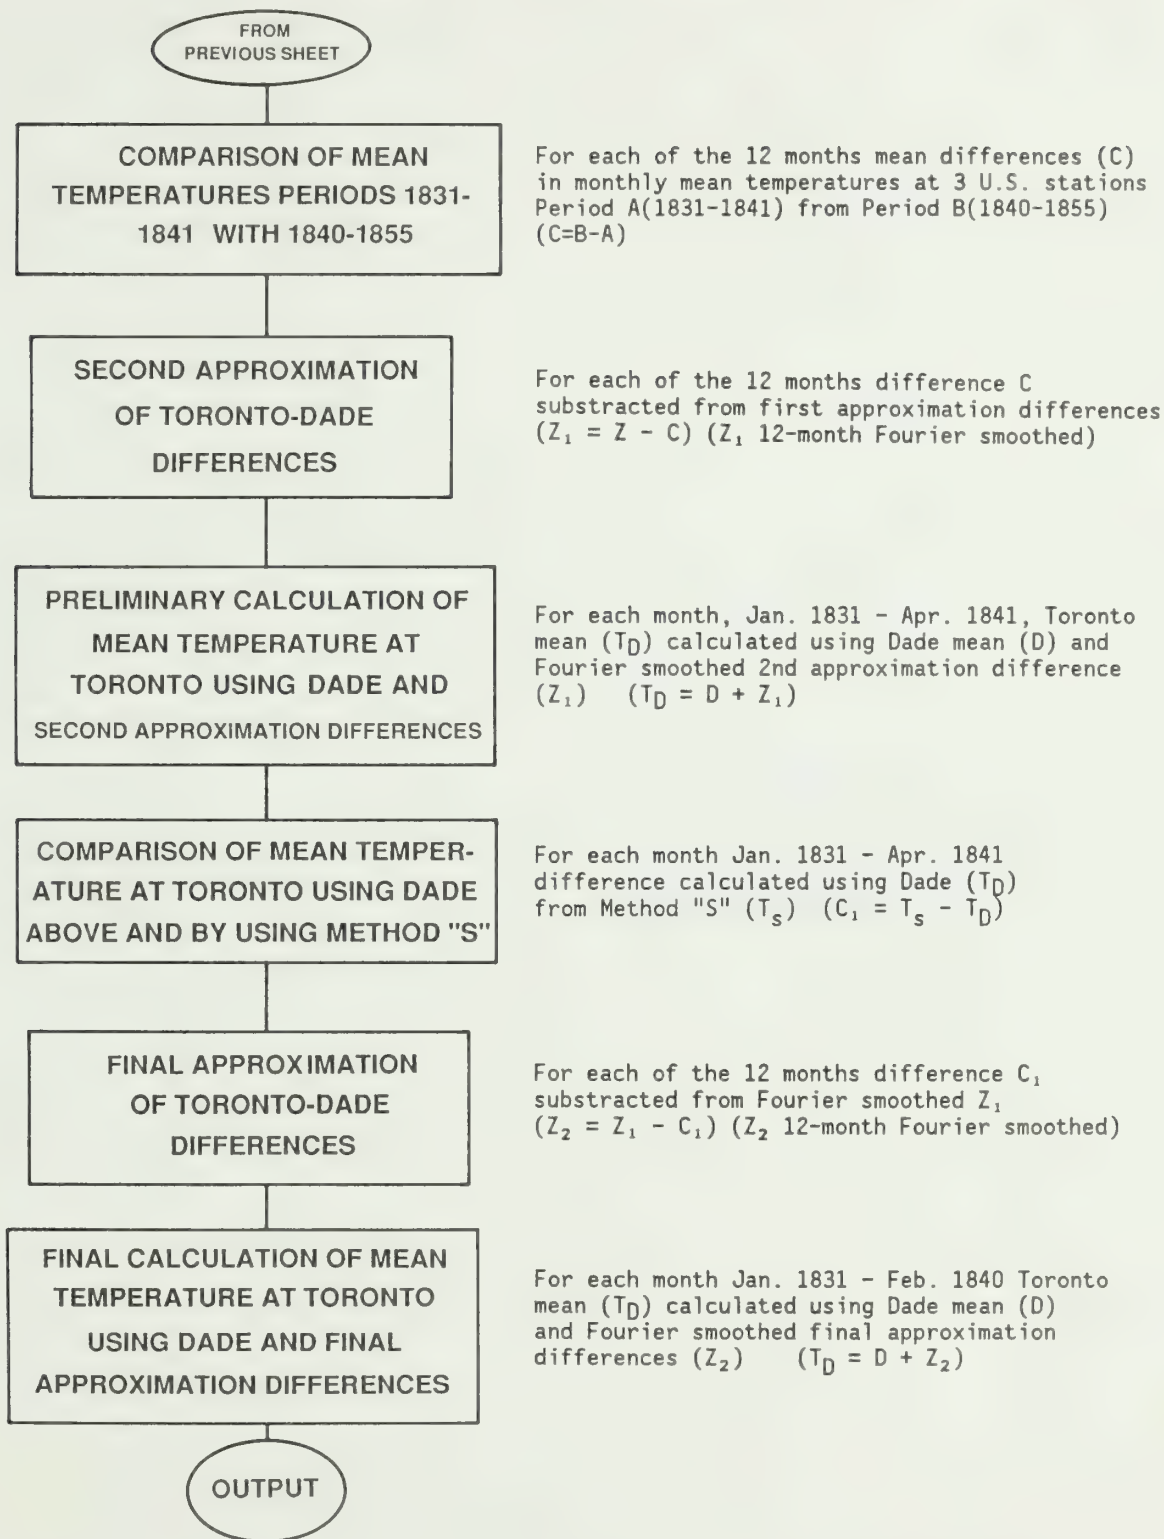 FROM
PREVIOUS SHEET
COMPARISON OF MEAN
TEMPERATURES PERIODS 1831-
1841 WITH 1840-1855
For each of the 12 months mean differences (C)
in monthly mean temperatures at 3 U.S. stations
Period A(1831-1841) from Period B(1840-1855)
(C=B-A)
SECOND APPROXIMATION
OF TORONTO-DADE
DIFFERENCES
For each of the 12 months difference C
substracted from first approximation differences
(Z₁ = Z - C) (Z₁ 12-month Fourier smoothed)
PRELIMINARY CALCULATION OF
MEAN TEMPERATURE AT
TORONTO USING DADE AND
SECOND APPROXIMATION DIFFERENCES
For each month, Jan. 1831 - Apr. 1841, Toronto
mean (T_D) calculated using Dade mean (D) and
Fourier smoothed 2nd approximation difference
(Z₁) (T_D = D + Z₁)
COMPARISON OF MEAN TEMPER-
ATURE AT TORONTO USING DADE
ABOVE AND BY USING METHOD "S"
For each month Jan. 1831 - Apr. 1841
difference calculated using Dade (T_D)
from Method "S" (T_s) (C₁ = T_s - T_D)
FINAL APPROXIMATION
OF TORONTO-DADE
DIFFERENCES
For each of the 12 months difference C₁
substracted from Fourier smoothed Z₁
(Z₂ = Z₁ - C₁) (Z₂ 12-month Fourier smoothed)
FINAL CALCULATION OF MEAN
TEMPERATURE AT TORONTO
USING DADE AND FINAL
APPROXIMATION DIFFERENCES
For each month Jan. 1831 - Feb. 1840 Toronto
mean (T_D) calculated using Dade mean (D)
and Fourier smoothed final approximation
differences (Z₂) (T_D = D + Z₂)
OUTPUT